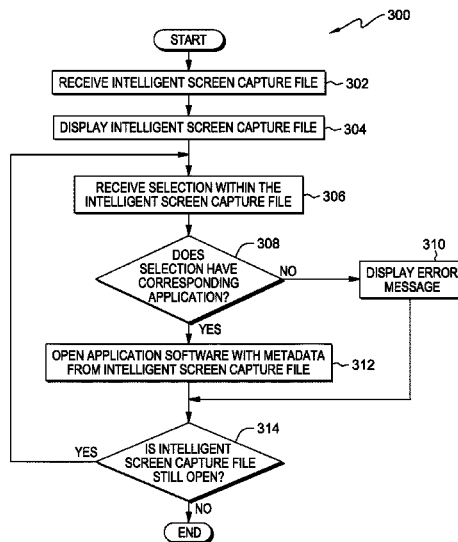 300
START
RECEIVE INTELLIGENT SCREEN CAPTURE FILE
302
DISPLAY INTELLIGENT SCREEN CAPTURE FILE
304
RECEIVE SELECTION WITHIN THE
INTELLIGENT SCREEN CAPTURE FILE
306
308
DOES
SELECTION HAVE
CORRESPONDING
APPLICATION?
NO
310
DISPLAY ERROR
MESSAGE
YES
OPEN APPLICATION SOFTWARE WITH METADATA
FROM INTELLIGENT SCREEN CAPTURE FILE
312
314
IS INTELLIGENT
SCREEN CAPTURE FILE
STILL OPEN?
YES
NO
END